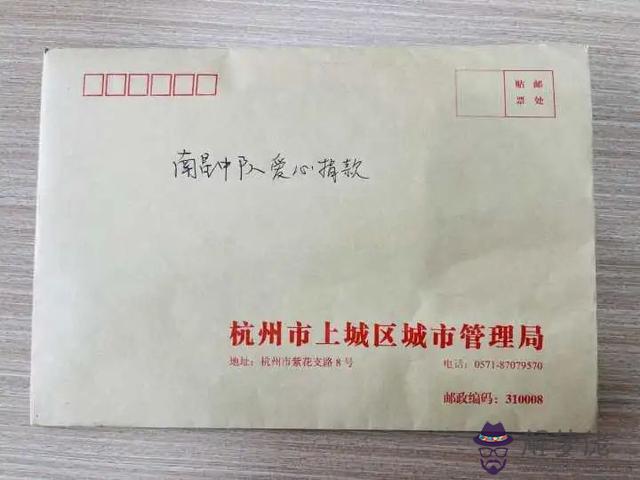 贴 邮
票 处
南星中队爱心捐款
杭州市上城区城市管理局
地址：杭州市紫花支路 8 号
电话：0571-87079570
邮政编码：310008